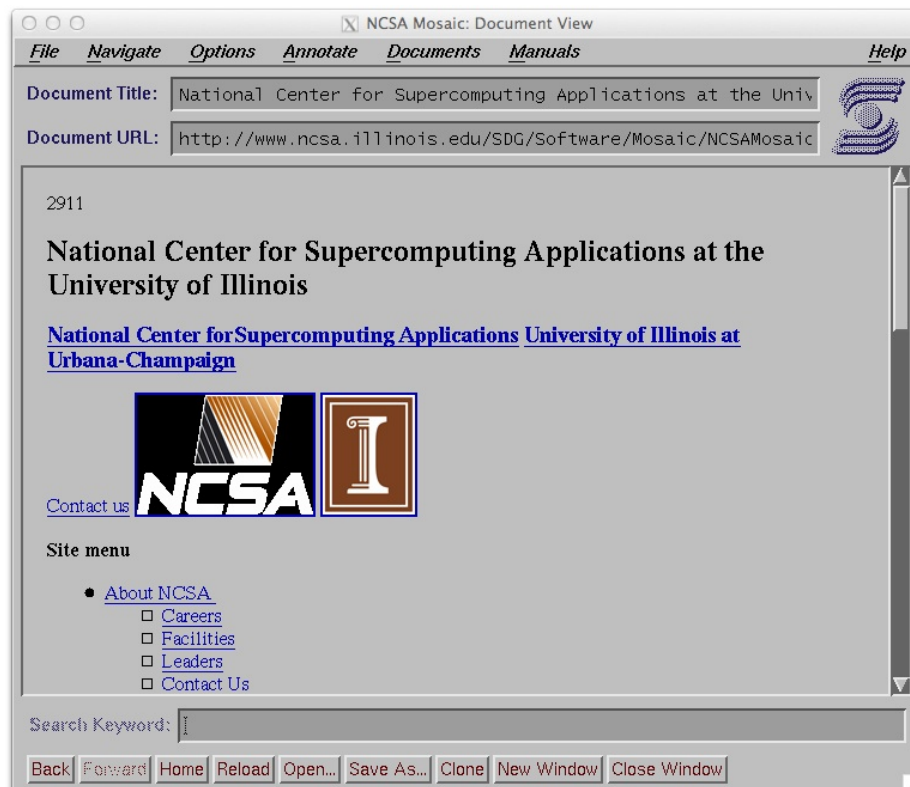 NCSA Mosaic: Document View
File Navigate Options Annotate Documents Manuals Help
Document Title: National Center for Supercomputing Applications at the Univ
Document URL: http://www.ncsa.illinois.edu/SDG/Software/Mosaic/NCSAMosaic
2911
National Center for Supercomputing Applications at the
University of Illinois
National Center forSupercomputing Applications University of Illinois at
Urbana-Champaign
Contact us NCSA I
Site menu
About NCSA
Careers
Facilities
Leaders
Contact Us
Search Keyword:
Back Forward Home Reload Open... Save As... Clone New Window Close Window